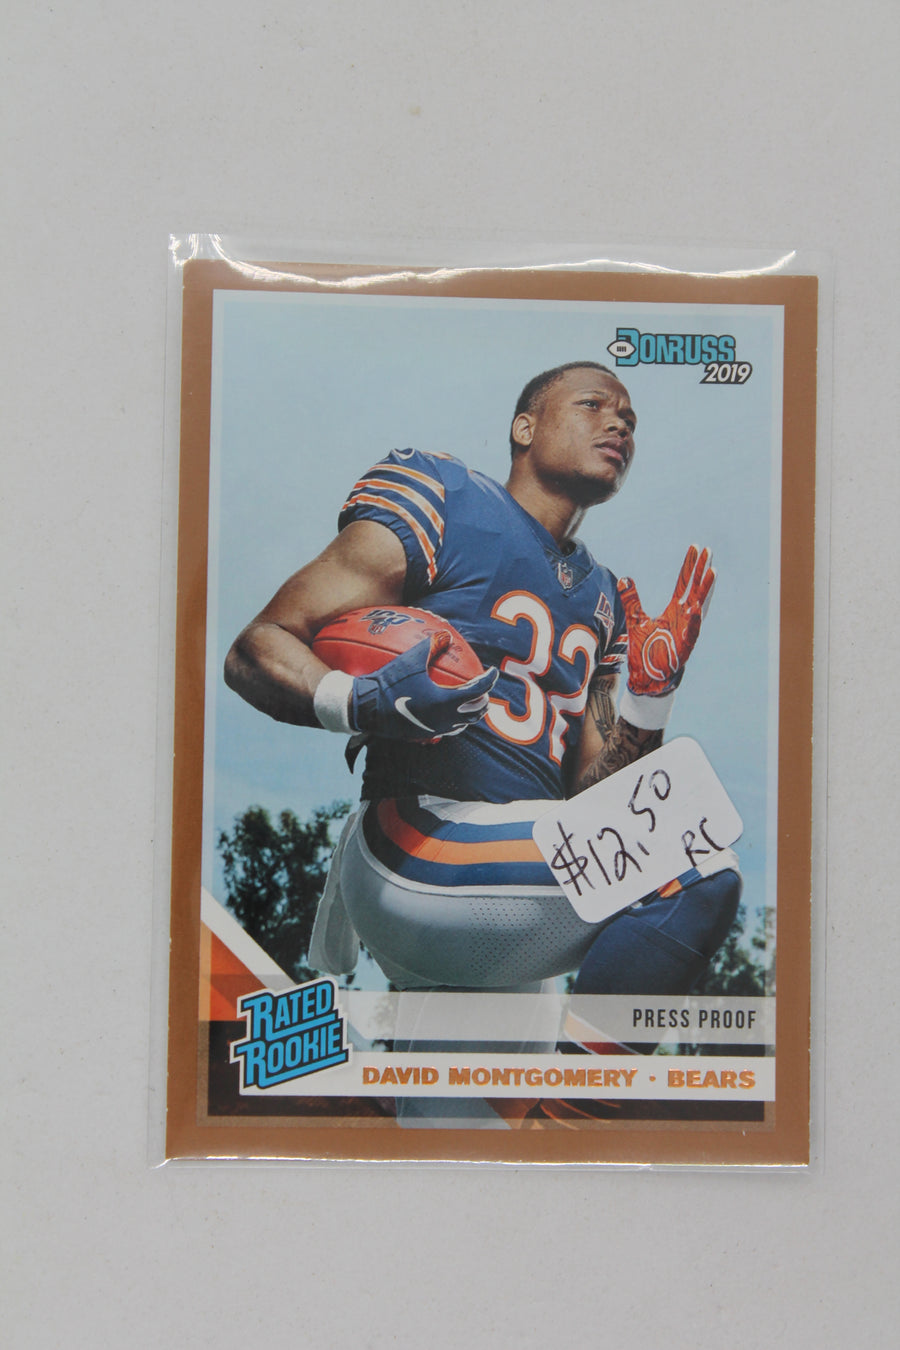 DONRUSS
2019
32
$12.50
RC
PRESS PROOF
RATED
ROOKIE
DAVID MONTGOMERY · BEARS